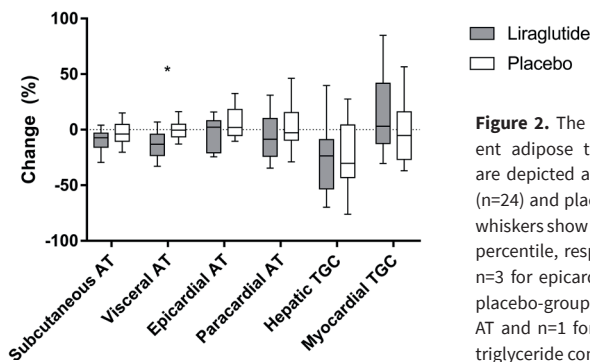 100
50
0
-50
-100
Change (%)
*
Subcutaneous AT
Visceral AT
Epicardial AT
Paracardial AT
Hepatic TGC
Myocardial TGC
Liraglutide
Placebo
Figure 2. The
ent adipose t
are depicted a
(n=24) and pla
whiskers show
percentile, resp
n=3 for epicard
placebo-group
AT and n=1 for
triglyceride con